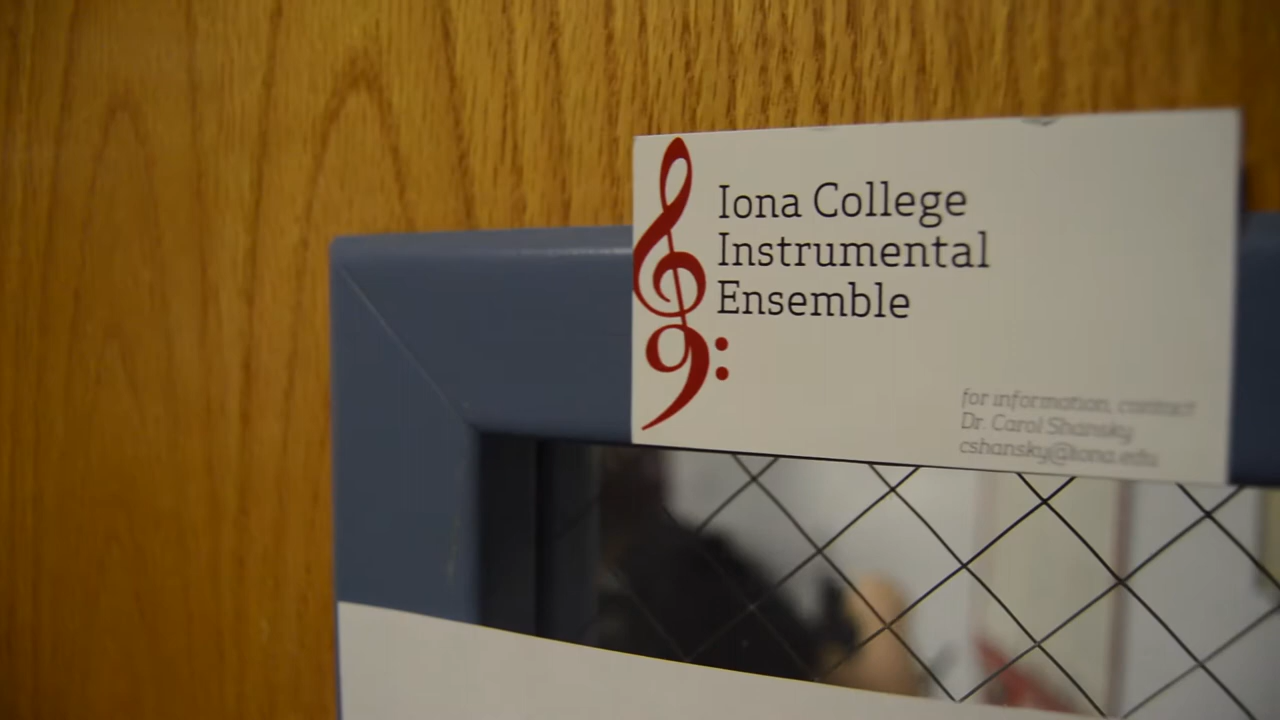 Iona College
Instrumental
Ensemble
for information, contact
Dr. Carol Shansky
cshansky@iona.edu